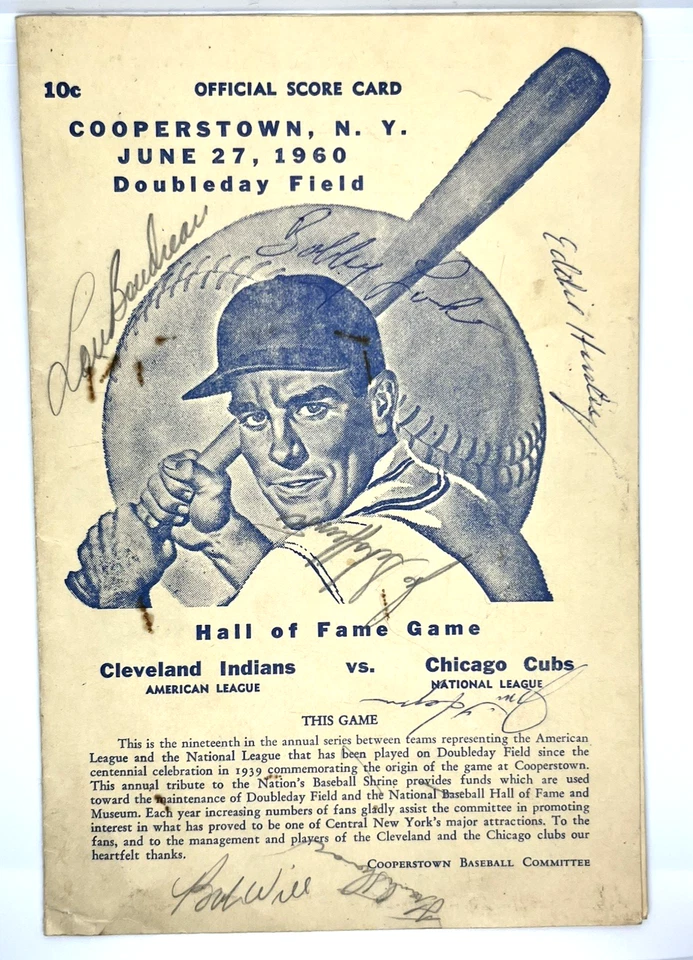 10c OFFICIAL SCORE CARD
COOPERSTOWN, N. Y.
JUNE 27, 1960
Doubleday Field
Lou Boudreau
Bobby
Eddie
Hall of Fame Game
Cleveland Indians vs. Chicago Cubs
AMERICAN LEAGUE NATIONAL LEAGUE
THIS GAME
This is the nineteenth in the annual series between teams representing the American
League and the National League that has been played on Doubleday Field since the
centennial celebration in 1939 commemorating the origin of the game at Cooperstown.
This annual tribute to the Nation's Baseball Shrine provides funds which are used
toward the maintenance of Doubleday Field and the National Baseball Hall of Fame and
Museum. Each year increasing numbers of fans gladly assist the committee in promoting
interest in what has proved to be one of Central New York's major attractions. To the
fans, and to the management and players of the Cleveland and the Chicago clubs our
heartfelt thanks.
COOPERSTOWN BASEBALL COMMITTEE
Bob Will